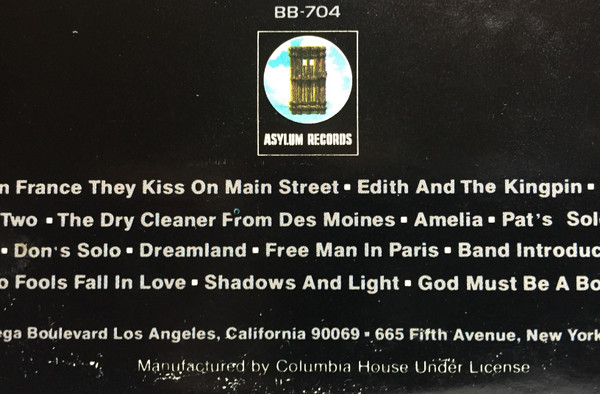 BB-704
ASYLUM RECORDS
n France They Kiss On Main Street ▪ Edith And The Kingpin ▪
Two ▪ The Dry Cleaner From Des Moines ▪ Amelia ▪ Pat's Solo
▪ Don's Solo ▪ Dreamland ▪ Free Man In Paris ▪ Band Introduc
o Fools Fall In Love ▪ Shadows And Light ▪ God Must Be A Bo
ega Boulevard Los Angeles, California 90069 ▪ 665 Fifth Avenue, New York
Manufactured by Columbia House Under License